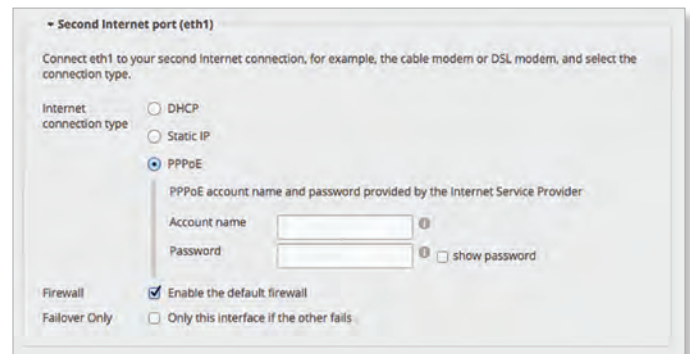 Second Internet port (eth1)
Connect eth1 to your second Internet connection, for example, the cable modem or DSL modem, and select the
connection type.
Internet
connection type
DHCP
Static IP
PPPoE
PPPoE account name and password provided by the Internet Service Provider
Account name
Password
show password
Firewall
Enable the default firewall
Failover Only
Only this interface if the other fails